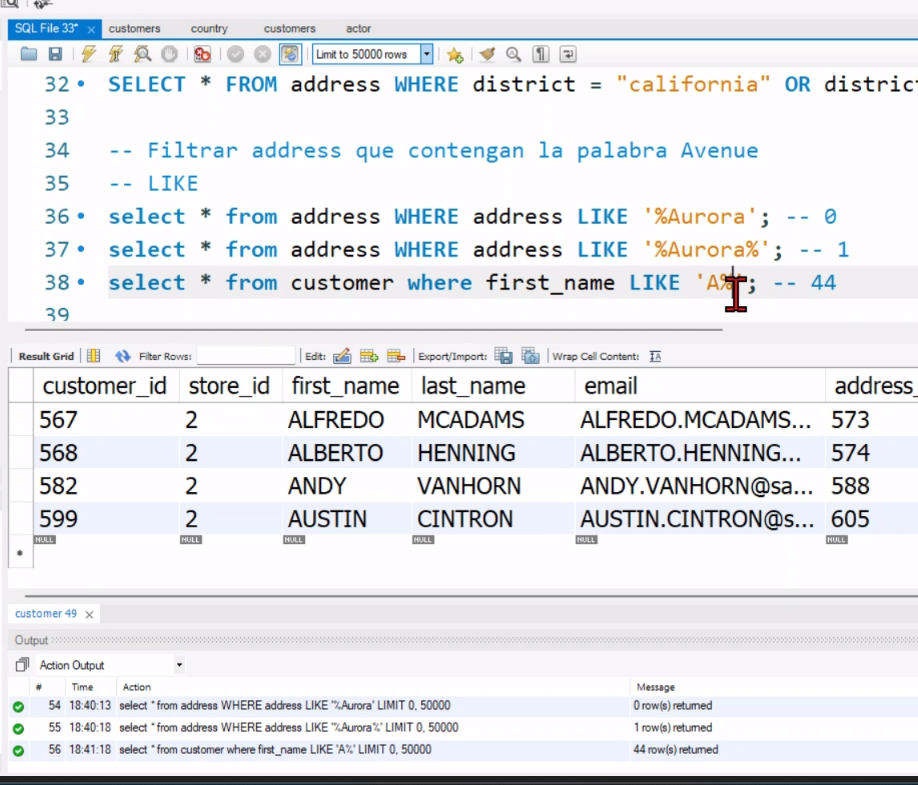 SQL File 33* × customers country customers actor
Limit to 50000 rows
32 • SELECT * FROM address WHERE district = "california" OR district
33
34 -- Filtrar address que contengan la palabra Avenue
35 -- LIKE
36 • select * from address WHERE address LIKE '%Aurora'; -- 0
37 • select * from address WHERE address LIKE '%Aurora%'; -- 1
38 • select * from customer where first_name LIKE 'A%'; -- 44
39
Result Grid Filter Rows: Edit: Export/Import: Wrap Cell Content:
customer_id store_id first_name last_name email address_
567 2 ALFREDO MCADAMS ALFREDO.MCADAMS... 573
568 2 ALBERTO HENNING ALBERTO.HENNING... 574
582 2 ANDY VANHORN ANDY.VANHORN@sa... 588
599 2 AUSTIN CINTRON AUSTIN.CINTRON@s... 605
* NULL NULL NULL NULL NULL NULL
customer 49 ×
Output
Action Output
# Time Action Message
54 18:40:13 select * from address WHERE address LIKE '%Aurora' LIMIT 0, 50000 0 row(s) returned
55 18:40:18 select * from address WHERE address LIKE '%Aurora%' LIMIT 0, 50000 1 row(s) returned
56 18:41:18 select * from customer where first_name LIKE 'A%' LIMIT 0, 50000 44 row(s) returned